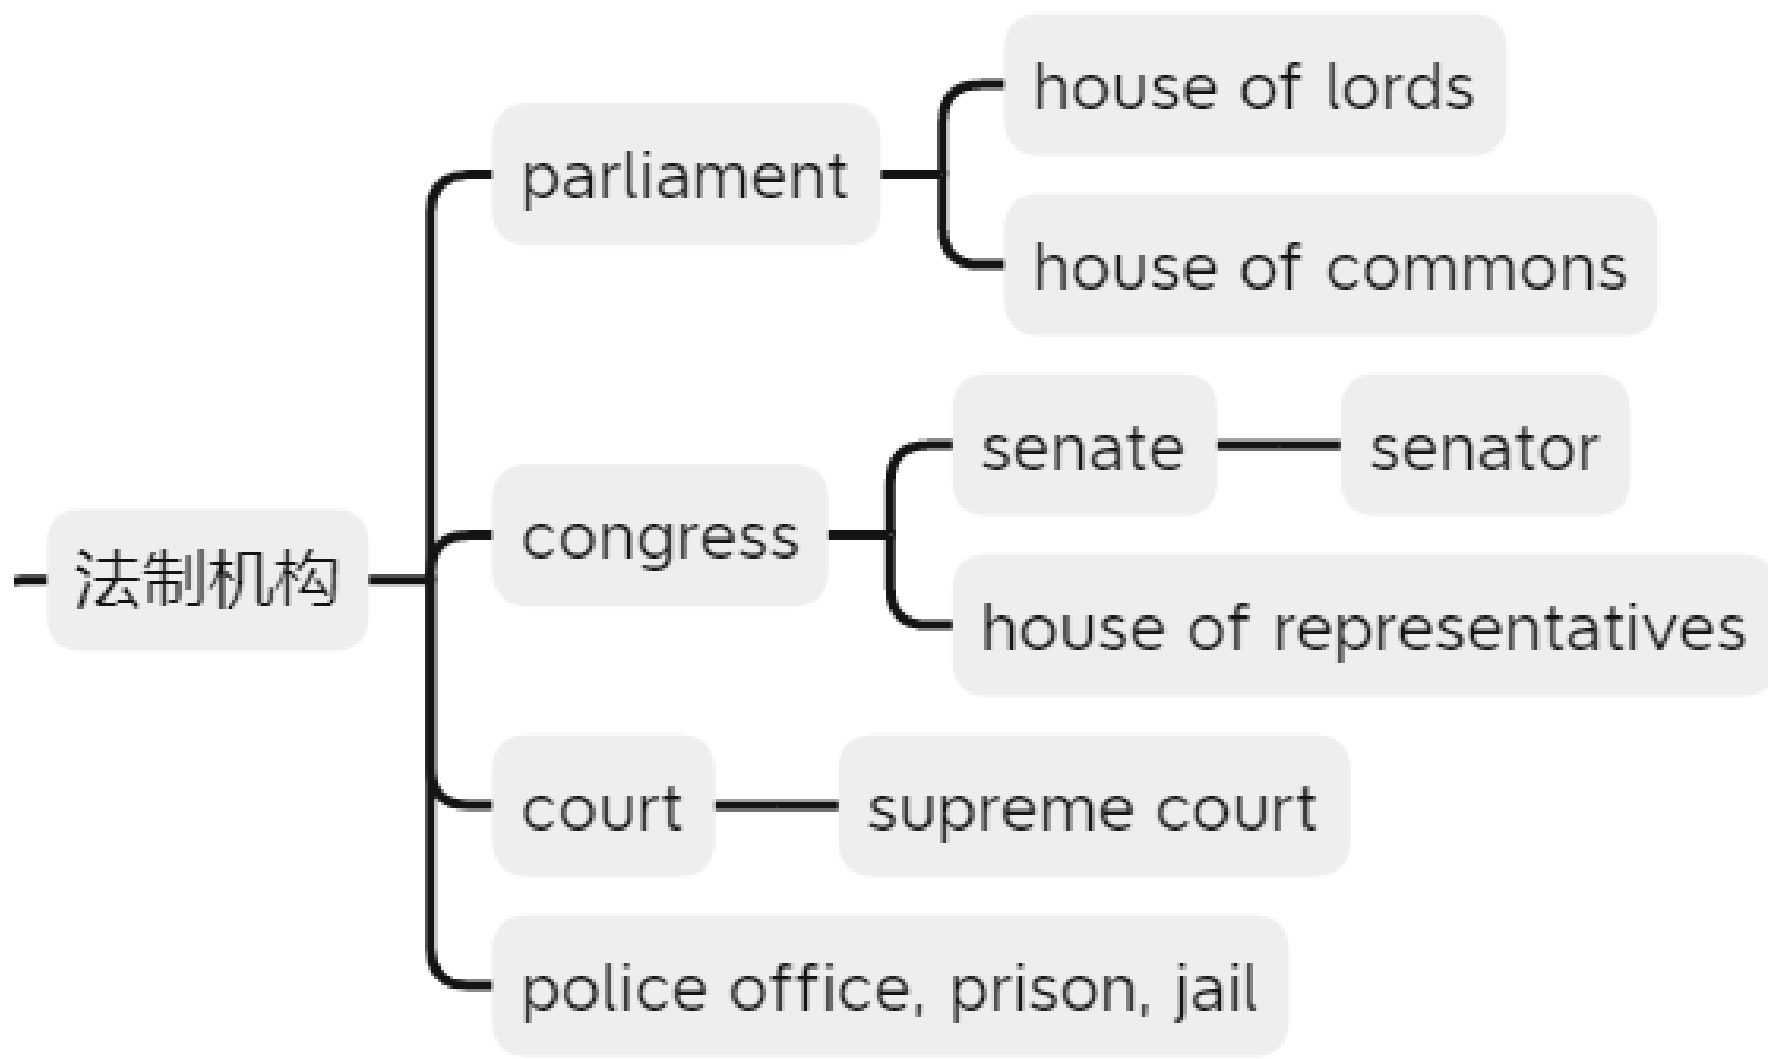 house of lords
parliament
house of commons
senate
senator
congress
法制机构
house of representatives
court
supreme court
police office, prison, jail